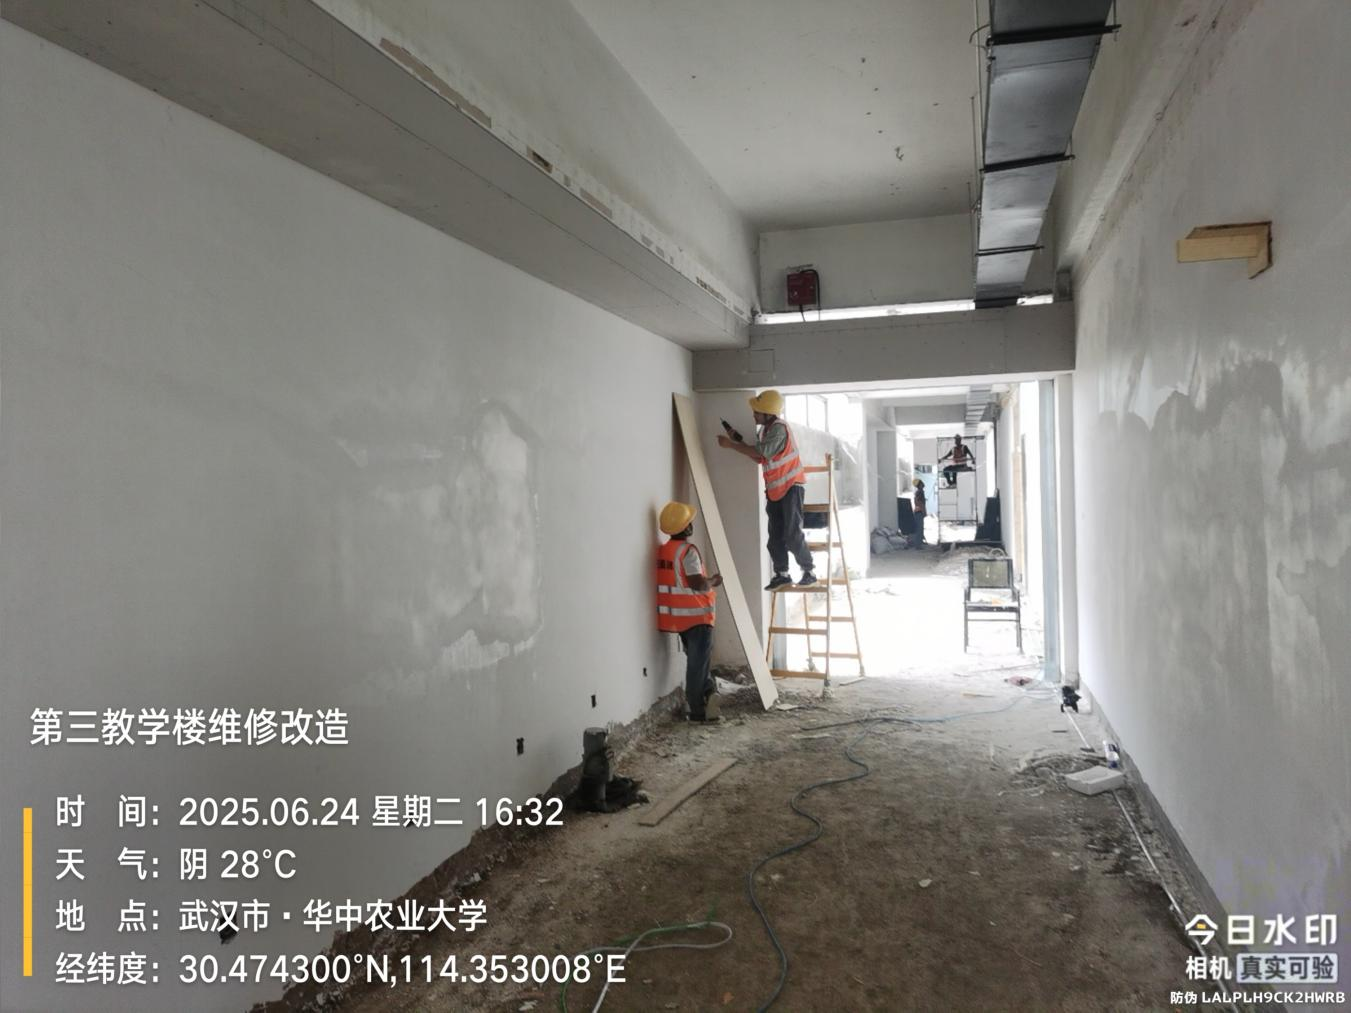 第三教学楼维修改造
时 间：2025.06.24 星期二 16:32
天 气：阴 28°C
地 点：武汉市·华中农业大学
经纬度：30.474300°N,114.353008°E
今日水印
相机 真实可验
防伪 LALPLH9CK2HWRB